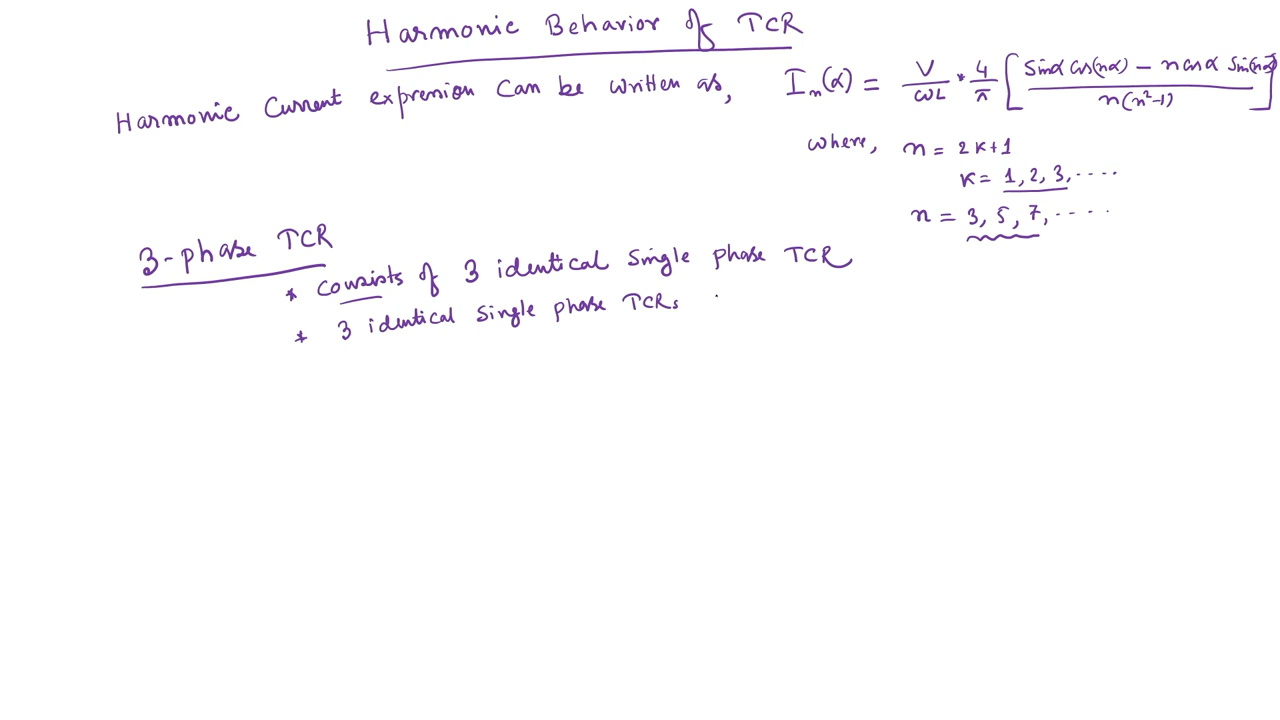 Harmonic Behavior of TCR
Harmonic Current expression Can be written as, Iₙ(α) = V/ωL * 4/π [ (Sinα Cos(nα) − n cosα Sin(nα)) / n(n²−1) ]
where, n = 2K+1
K = 1, 2, 3, ....
n = 3, 5, 7, ....
3-phase TCR
* Consists of 3 identical Single phase TCR
* 3 identical Single phase TCRs